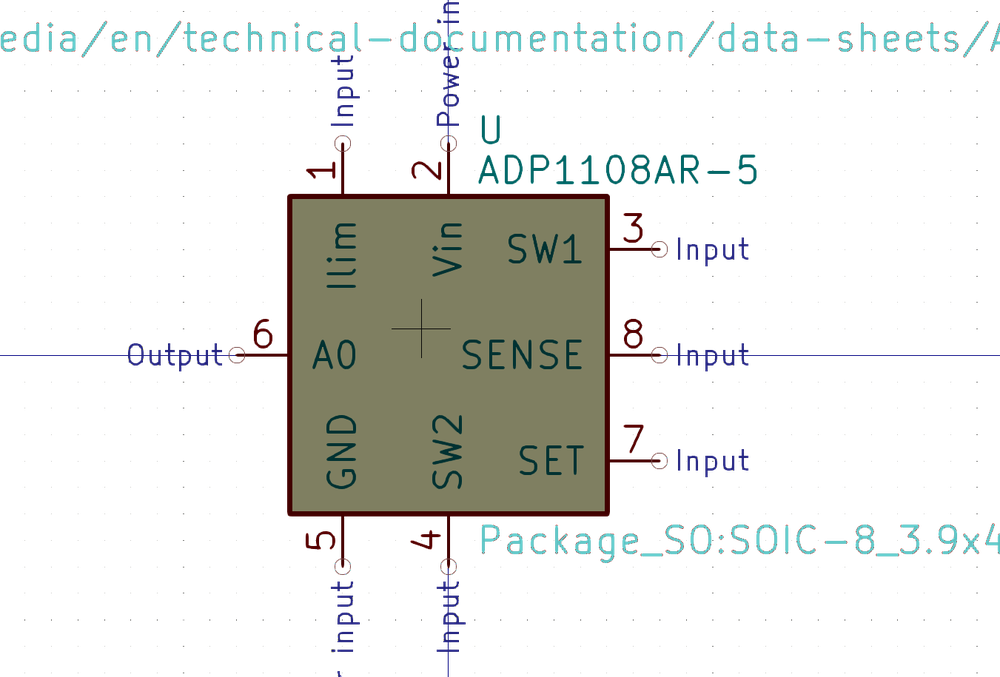 edia/en/technical-documentation/data-sheets/A
Input
Power in
U
ADP1108AR-5
1
2
Ilim
Vin
SW1
3
Input
Output
6
A0
SENSE
8
Input
GND
SW2
SET
7
Input
5
4
Package_SO:SOIC-8_3.9x4
input
Input